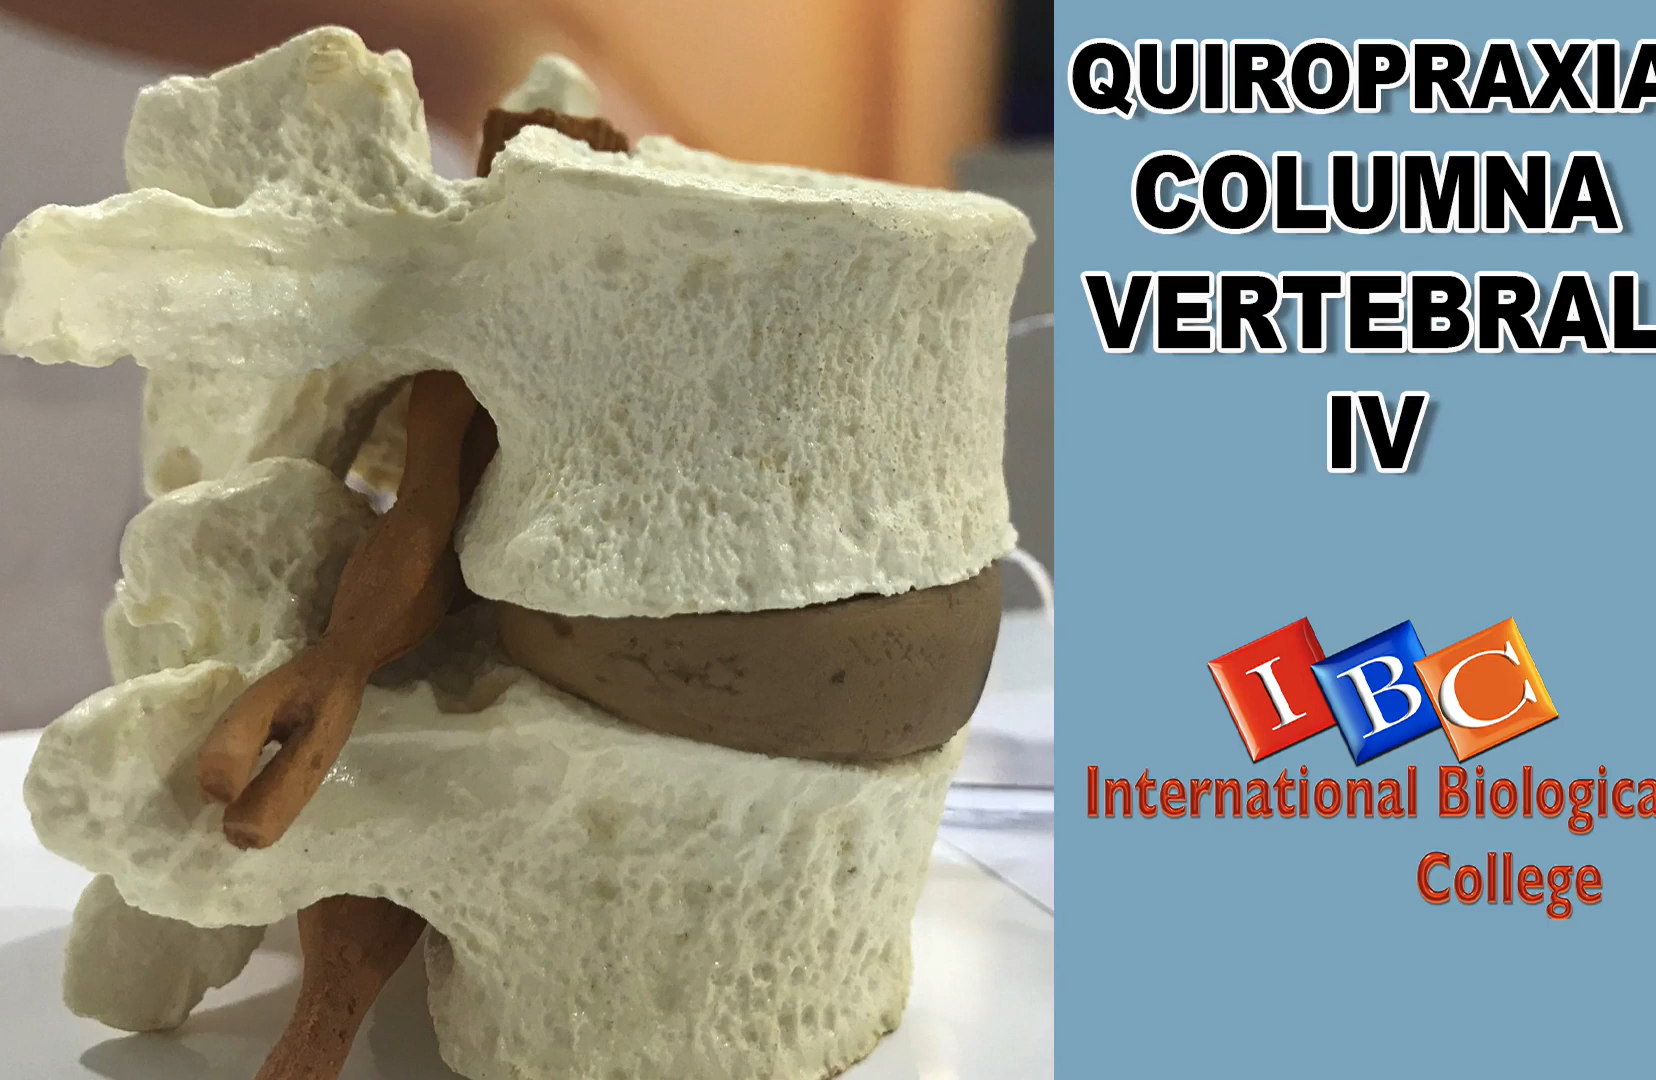 QUIROPRAXIA
COLUMNA
VERTEBRAL
IV
IBC
International Biologica
College